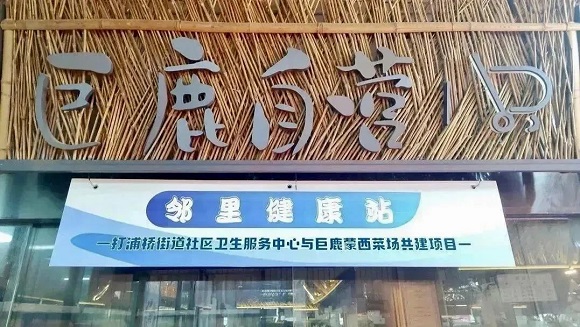 巨鹿自营
邻里健康站
—打浦桥街道社区卫生服务中心与巨鹿蒙西菜场共建项目—